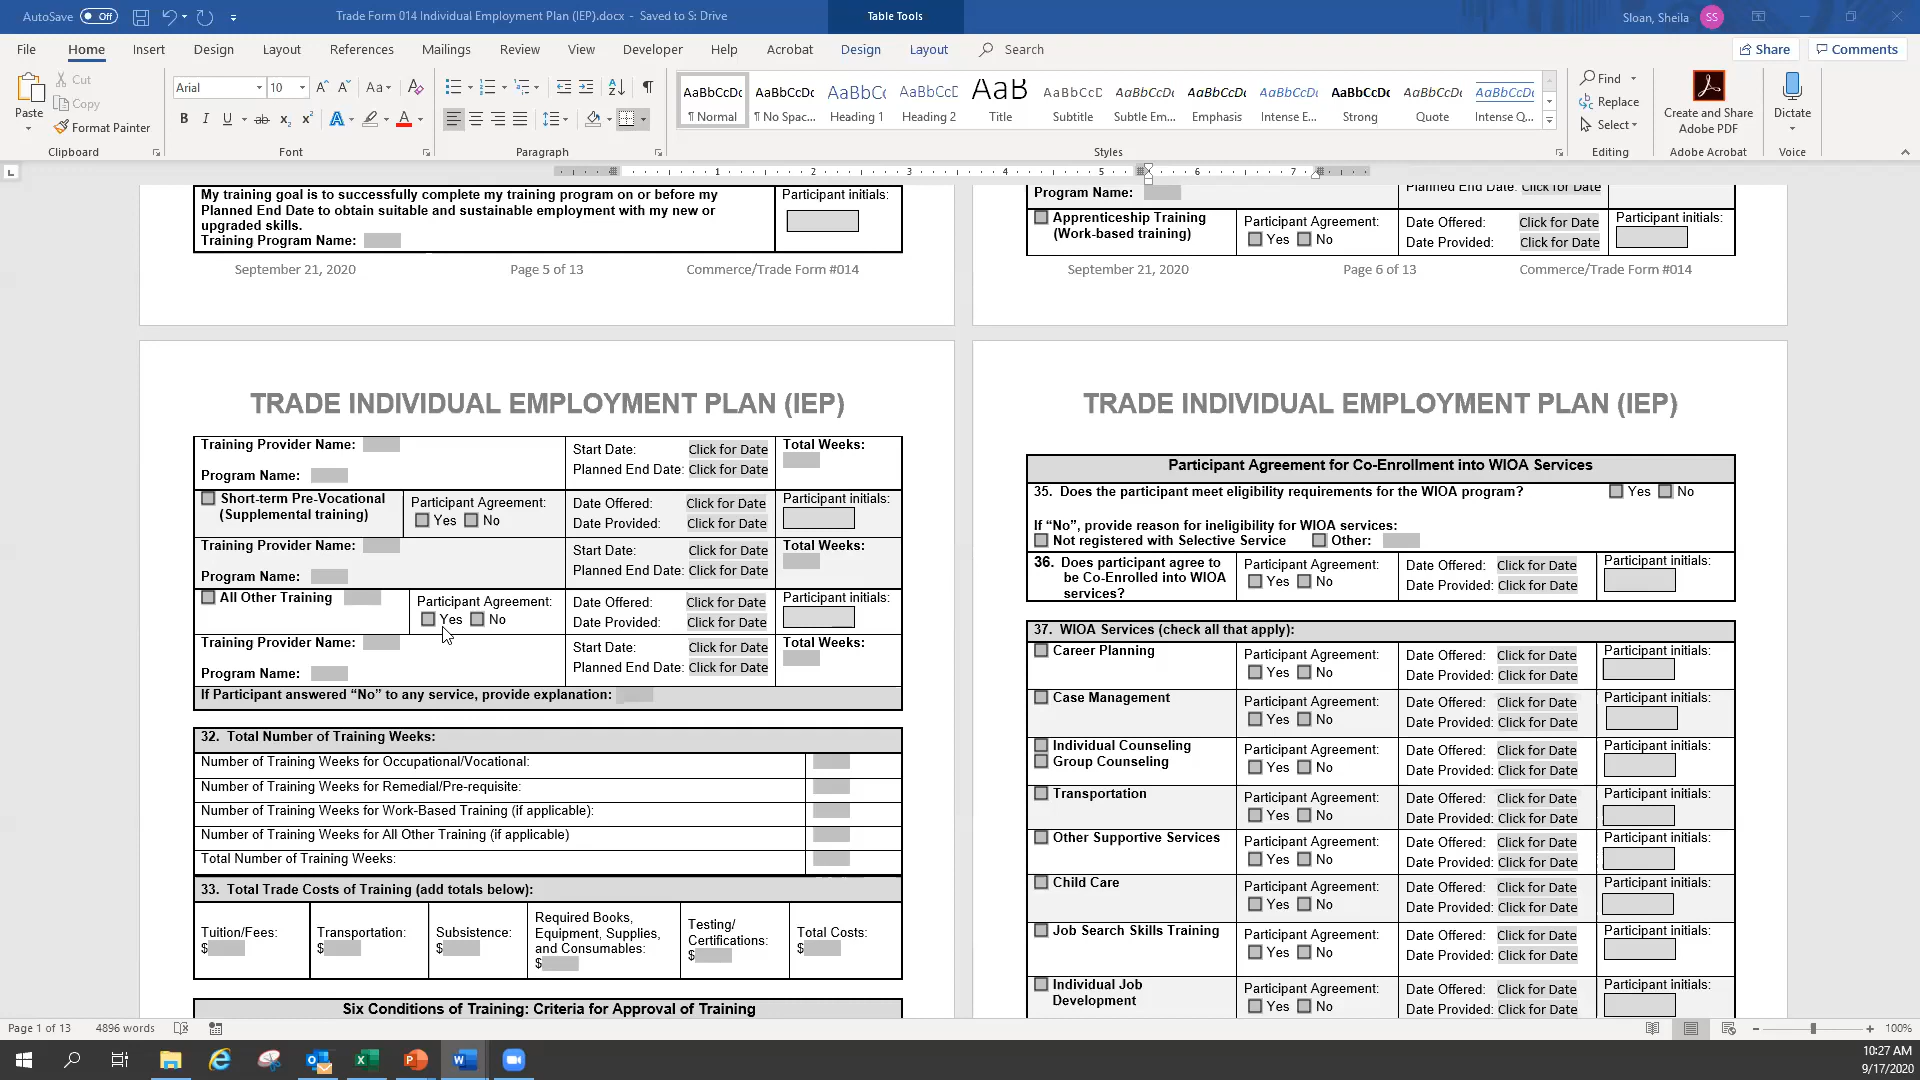 AutoSave Off
Trade Form 014 Individual Employment Plan (IEP).docx - Saved to S: Drive
Table Tools
Sloan, Sheila SS
File Home Insert Design Layout References Mailings Review View Developer Help Acrobat Design Layout Search Share Comments
Paste
Cut
Copy
Format Painter
Clipboard
Arial 10
Font
Paragraph
AaBbCcDc AaBbCcDc AaBbCc AaBbCcD AaB AaBbCcD AaBbCcDc AaBbCcDc AaBbCcDc AaBbCcDc AaBbCcDc AaBbCcDc
¶ Normal ¶ No Spac... Heading 1 Heading 2 Title Subtitle Subtle Em... Emphasis Intense E... Strong Quote Intense Q...
Styles
Find
Replace
Select
Editing
Create and Share
Adobe PDF
Adobe Acrobat
Dictate
Voice
1 2 3 4 5 6 7
My training goal is to successfully complete my training program on or before my
Planned End Date to obtain suitable and sustainable employment with my new or
upgraded skills.
Training Program Name:
Participant initials:
September 21, 2020 Page 5 of 13 Commerce/Trade Form #014
Program Name:
Planned End Date: Click for Date
Apprenticeship Training
(Work-based training)
Participant Agreement:
Yes No
Date Offered: Click for Date
Date Provided: Click for Date
Participant initials:
September 21, 2020 Page 6 of 13 Commerce/Trade Form #014
TRADE INDIVIDUAL EMPLOYMENT PLAN (IEP)
Training Provider Name:
Program Name:
Start Date: Click for Date
Planned End Date: Click for Date
Total Weeks:
Short-term Pre-Vocational
(Supplemental training)
Participant Agreement:
Yes No
Date Offered: Click for Date
Date Provided: Click for Date
Participant initials:
Training Provider Name:
Program Name:
Start Date: Click for Date
Planned End Date: Click for Date
Total Weeks:
All Other Training
Participant Agreement:
Yes No
Date Offered: Click for Date
Date Provided: Click for Date
Participant initials:
Training Provider Name:
Program Name:
Start Date: Click for Date
Planned End Date: Click for Date
Total Weeks:
If Participant answered “No” to any service, provide explanation:
32. Total Number of Training Weeks:
Number of Training Weeks for Occupational/Vocational:
Number of Training Weeks for Remedial/Pre-requisite:
Number of Training Weeks for Work-Based Training (if applicable):
Number of Training Weeks for All Other Training (if applicable)
Total Number of Training Weeks:
33. Total Trade Costs of Training (add totals below):
Tuition/Fees:
$
Transportation:
$
Subsistence:
$
Required Books,
Equipment, Supplies,
and Consumables:
$
Testing/
Certifications:
$
Total Costs:
$
Six Conditions of Training: Criteria for Approval of Training
TRADE INDIVIDUAL EMPLOYMENT PLAN (IEP)
Participant Agreement for Co-Enrollment into WIOA Services
35. Does the participant meet eligibility requirements for the WIOA program? Yes No
If “No”, provide reason for ineligibility for WIOA services:
Not registered with Selective Service Other:
36. Does participant agree to
be Co-Enrolled into WIOA
services?
Participant Agreement:
Yes No
Date Offered: Click for Date
Date Provided: Click for Date
Participant initials:
37. WIOA Services (check all that apply):
Career Planning
Participant Agreement:
Yes No
Date Offered: Click for Date
Date Provided: Click for Date
Participant initials:
Case Management
Participant Agreement:
Yes No
Date Offered: Click for Date
Date Provided: Click for Date
Participant initials:
Individual Counseling
Group Counseling
Participant Agreement:
Yes No
Date Offered: Click for Date
Date Provided: Click for Date
Participant initials:
Transportation
Participant Agreement:
Yes No
Date Offered: Click for Date
Date Provided: Click for Date
Participant initials:
Other Supportive Services
Participant Agreement:
Yes No
Date Offered: Click for Date
Date Provided: Click for Date
Participant initials:
Child Care
Participant Agreement:
Yes No
Date Offered: Click for Date
Date Provided: Click for Date
Participant initials:
Job Search Skills Training
Participant Agreement:
Yes No
Date Offered: Click for Date
Date Provided: Click for Date
Participant initials:
Individual Job
Development
Participant Agreement:
Yes No
Date Offered: Click for Date
Date Provided: Click for Date
Participant initials:
Page 1 of 13 4896 words 100%
10:27 AM
9/17/2020